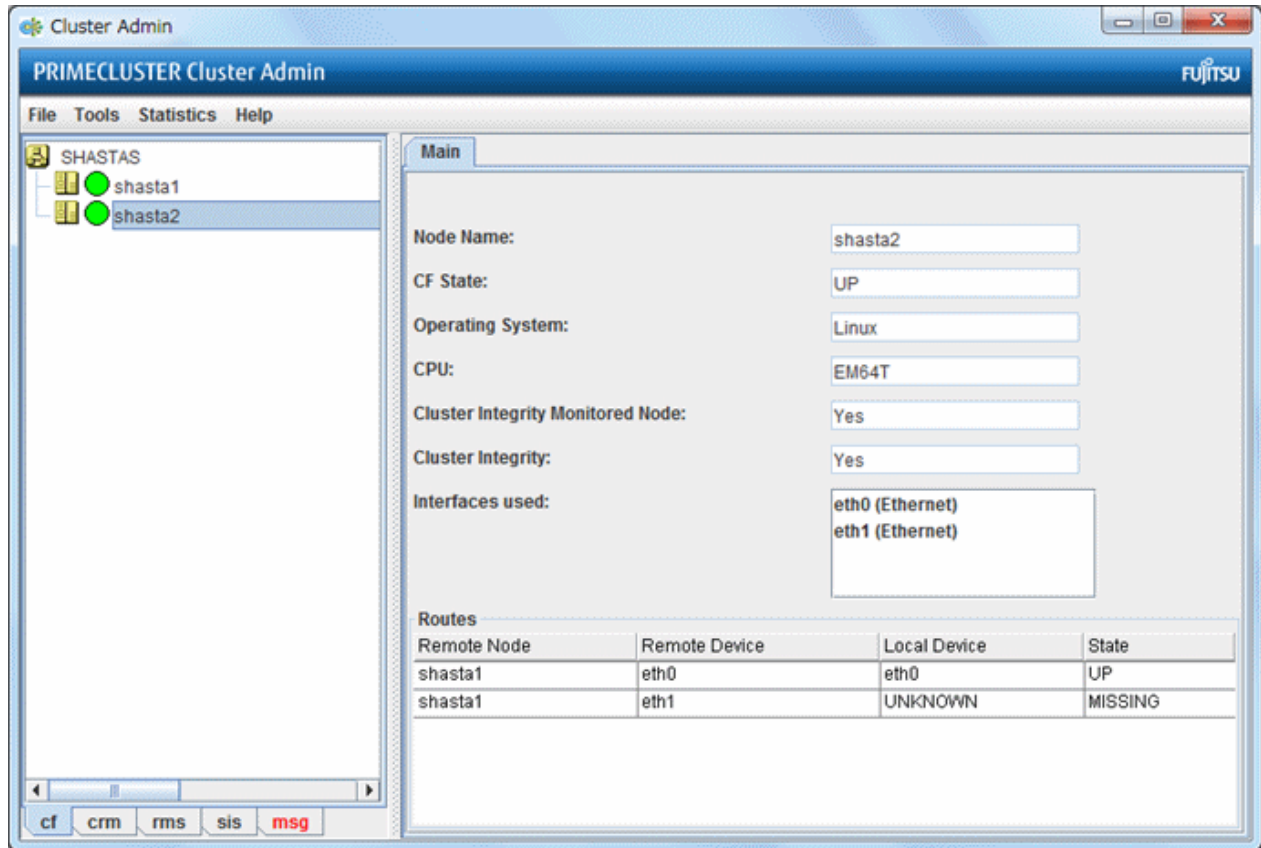 Cluster Admin
PRIMECLUSTER Cluster Admin
FUJITSU
File Tools Statistics Help
SHASTAS
shasta1
shasta2
Main
Node Name: shasta2
CF State: UP
Operating System: Linux
CPU: EM64T
Cluster Integrity Monitored Node: Yes
Cluster Integrity: Yes
Interfaces used: eth0 (Ethernet)
eth1 (Ethernet)
Routes
Remote Node Remote Device Local Device State
shasta1 eth0 eth0 UP
shasta1 eth1 UNKNOWN MISSING
cf crm rms sis msg